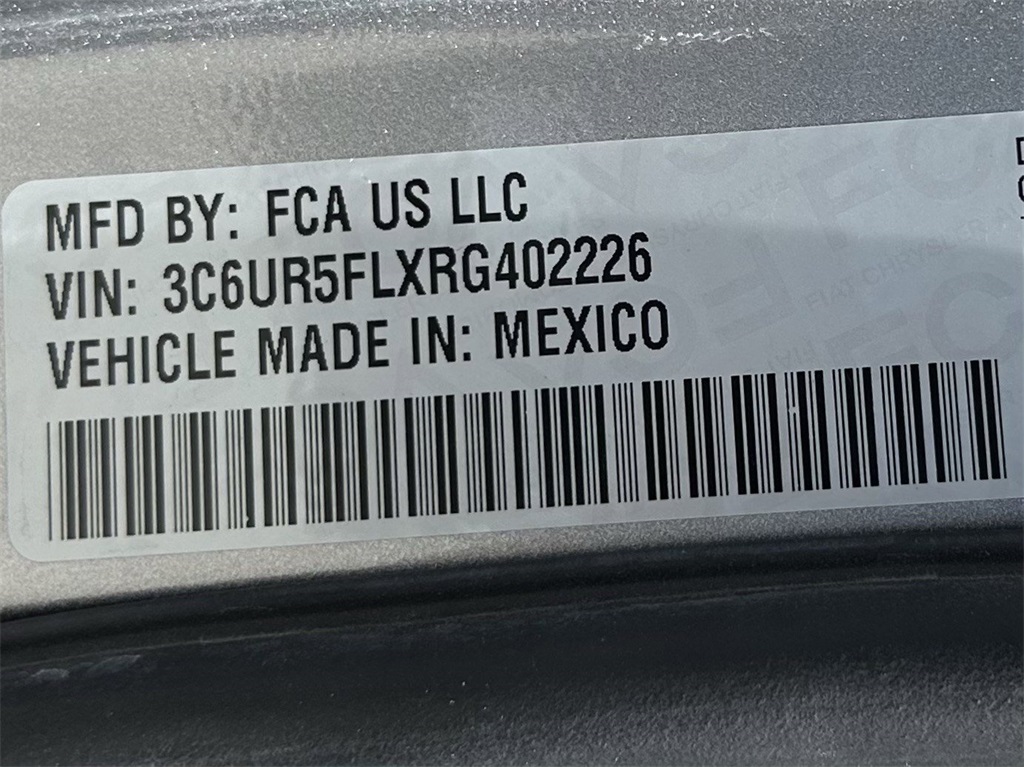 MFD BY: FCA US LLC
VIN: 3C6UR5FLXRG402226
VEHICLE MADE IN: MEXICO